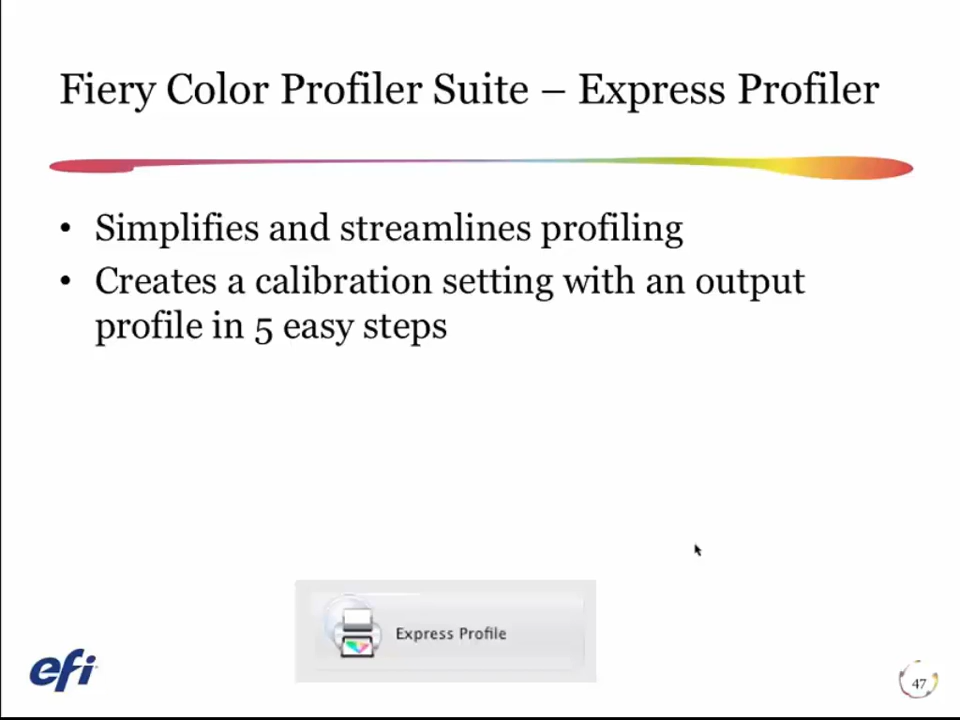 Fiery Color Profiler Suite – Express Profiler
• Simplifies and streamlines profiling
• Creates a calibration setting with an output
profile in 5 easy steps
Express Profile
efi
47